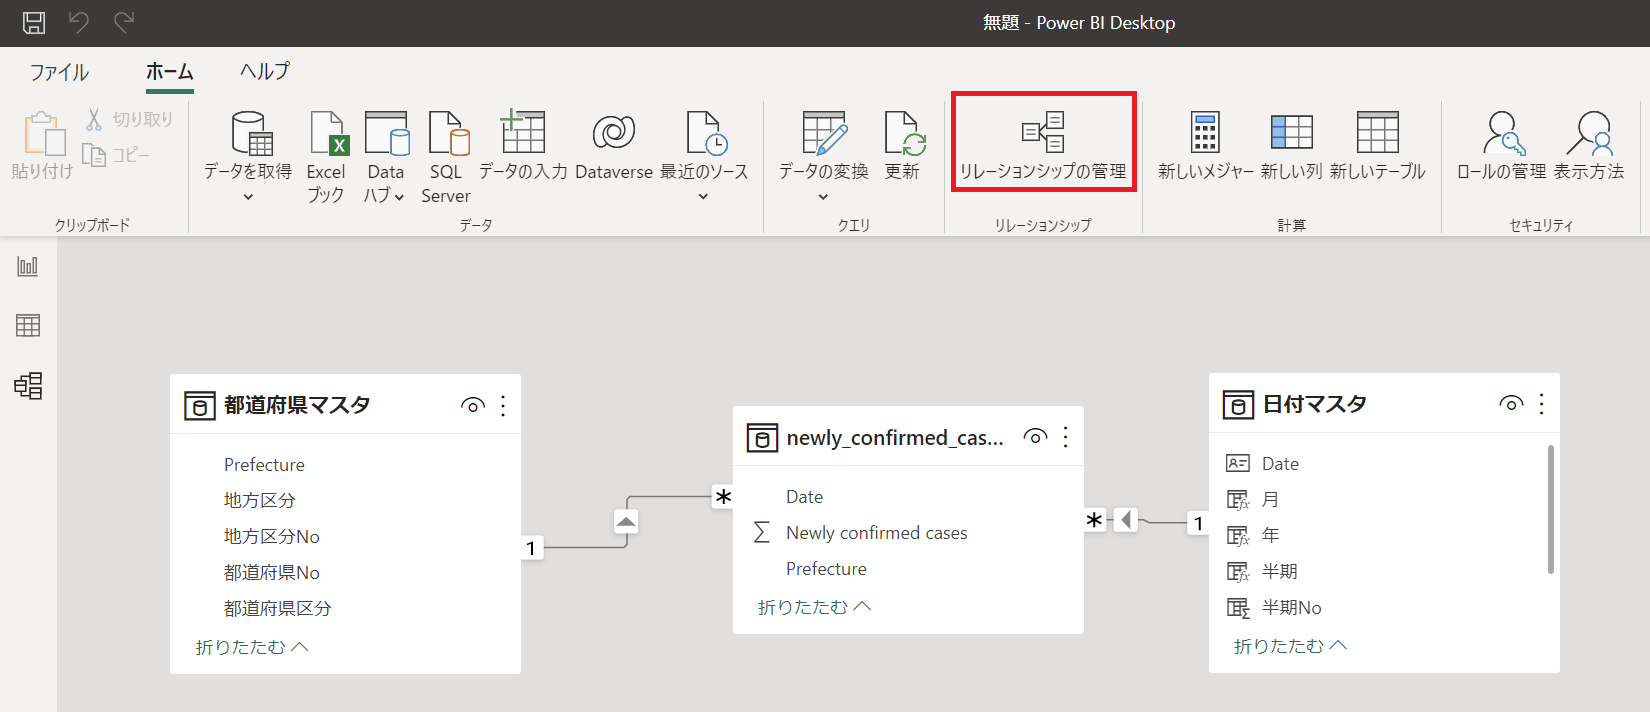 無題 - Power BI Desktop
ファイル ホーム ヘルプ
貼り付け
切り取り
コピー
クリップボード
データを取得
Excel
ブック
Data
ハブ
SQL
Server
データの入力
Dataverse
最近のソース
データ
データの変換
更新
クエリ
リレーションシップの管理
リレーションシップ
新しいメジャー
新しい列
新しいテーブル
計算
ロールの管理
表示方法
セキュリティ
都道府県マスタ
Prefecture
地方区分
地方区分No
都道府県No
都道府県区分
折りたたむ
1
*
newly_confirmed_cas...
Date
Newly confirmed cases
Prefecture
折りたたむ
*
1
日付マスタ
Date
月
年
半期
半期No
折りたたむ